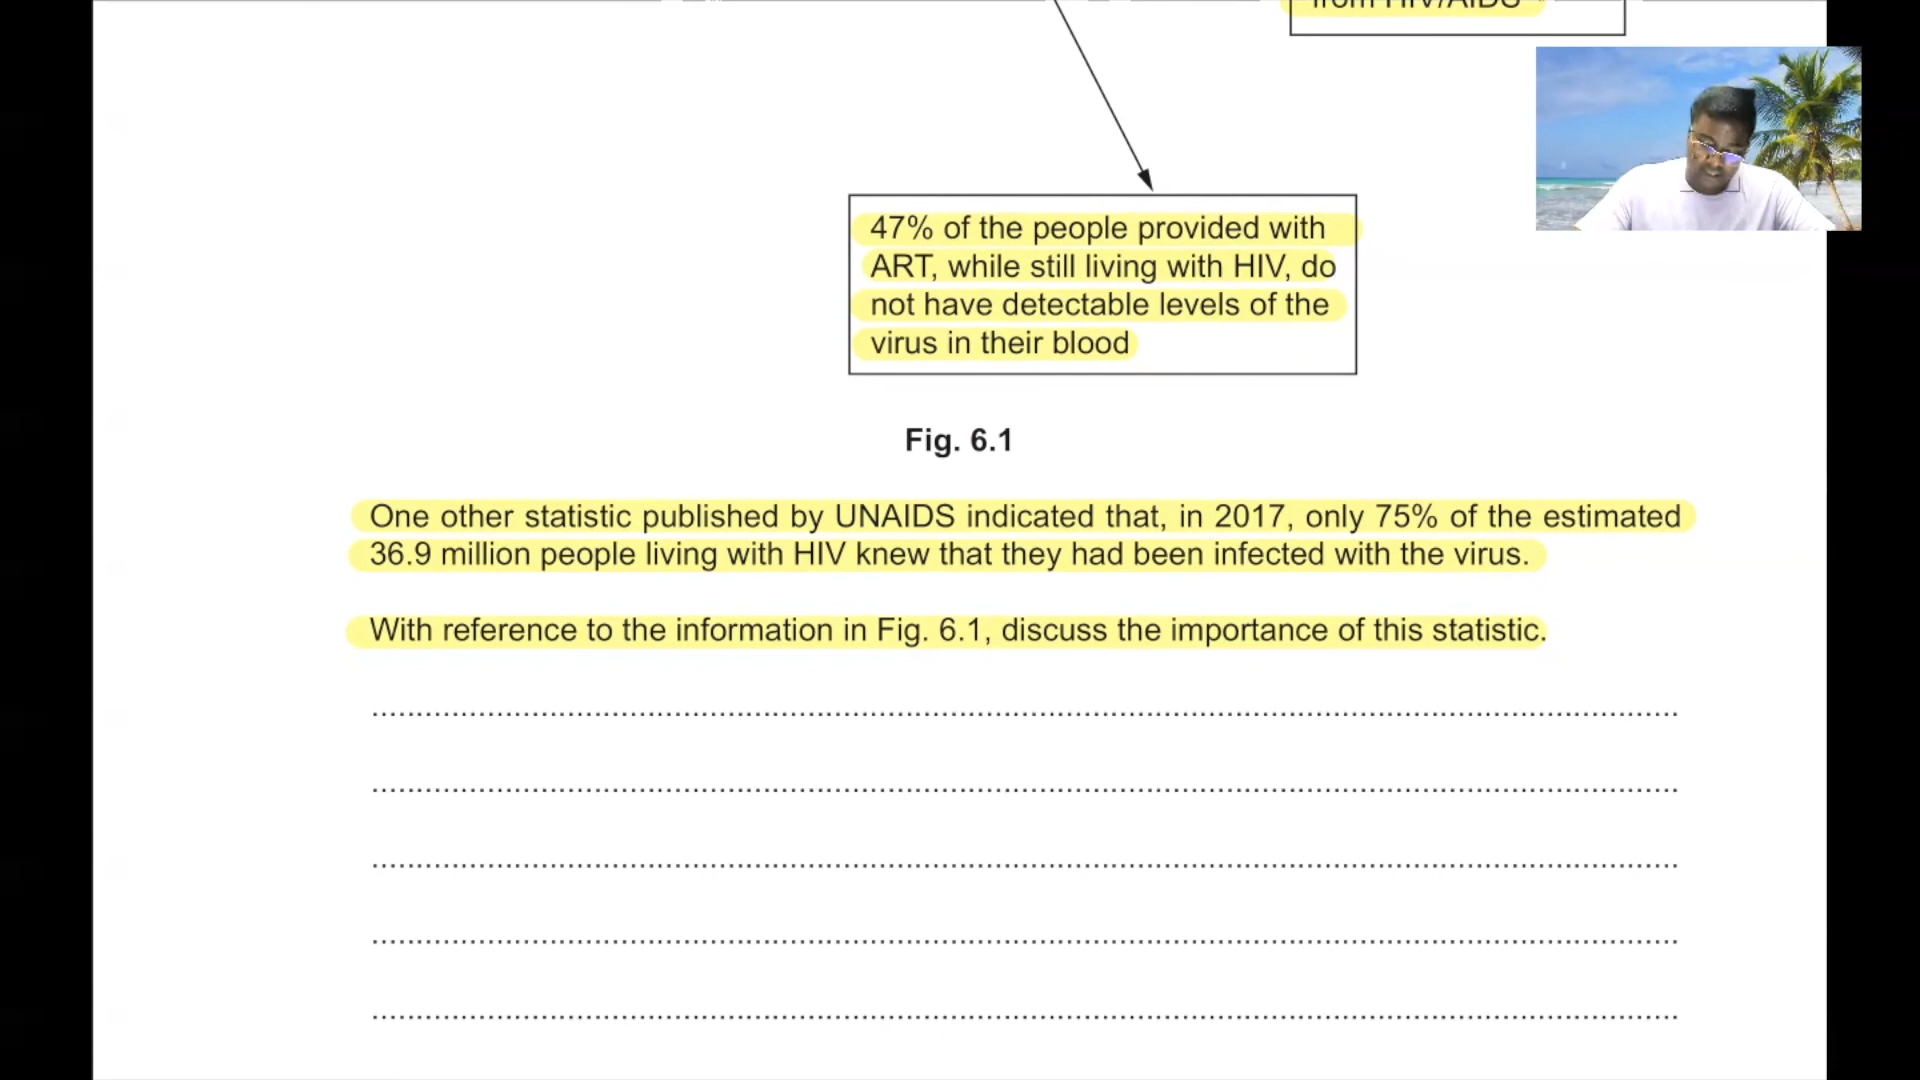 from HIV/AIDS
47% of the people provided with
ART, while still living with HIV, do
not have detectable levels of the
virus in their blood
Fig. 6.1
One other statistic published by UNAIDS indicated that, in 2017, only 75% of the estimated
36.9 million people living with HIV knew that they had been infected with the virus.
With reference to the information in Fig. 6.1, discuss the importance of this statistic.